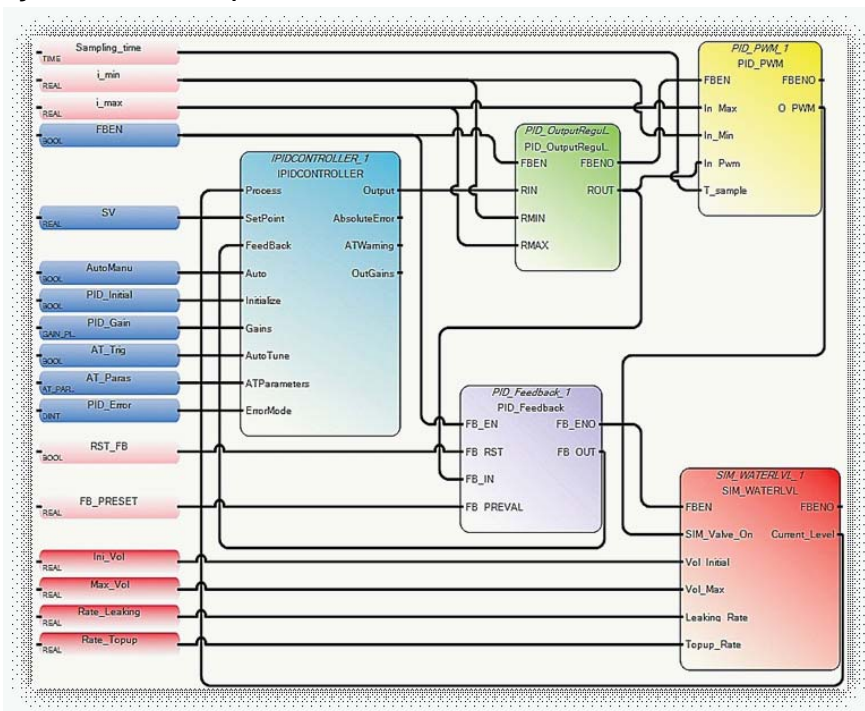 Sampling_time
TIME
i_min
REAL
i_max
REAL
FBEN
BOOL
SV
REAL
AutoManu
BOOL
PID_Initial
BOOL
PID_Gain
GAIN_PI..
AT_Trig
BOOL
AT_Paras
AT_PAR..
PID_Error
DINT
RST_FB
BOOL
FB_PRESET
REAL
Ini_Vol
REAL
Max_Vol
REAL
Rate_Leaking
REAL
Rate_Topup
REAL
IPIDCONTROLLER_1
IPIDCONTROLLER
Process Output
SetPoint AbsoluteError
FeedBack ATWarning
Auto OutGains
Initialize
Gains
AutoTune
ATParameters
ErrorMode
PID_OutputRegul..
PID_OutputRegul..
FBEN FBENO
RIN ROUT
RMIN
RMAX
PID_PWM_1
PID_PWM
FBEN FBENO
In_Max O_PWM
In_Min
In_Pwm
T_sample
PID_Feedback_1
PID_Feedback
FB_EN FB_ENO
FB_RST FB_OUT
FB_IN
FB_PREVAL
SIM_WATERLVL_1
SIM_WATERLVL
FBEN FBENO
SIM_Valve_On Current_Level
Vol_Initial
Vol_Max
Leaking_Rate
Topup_Rate